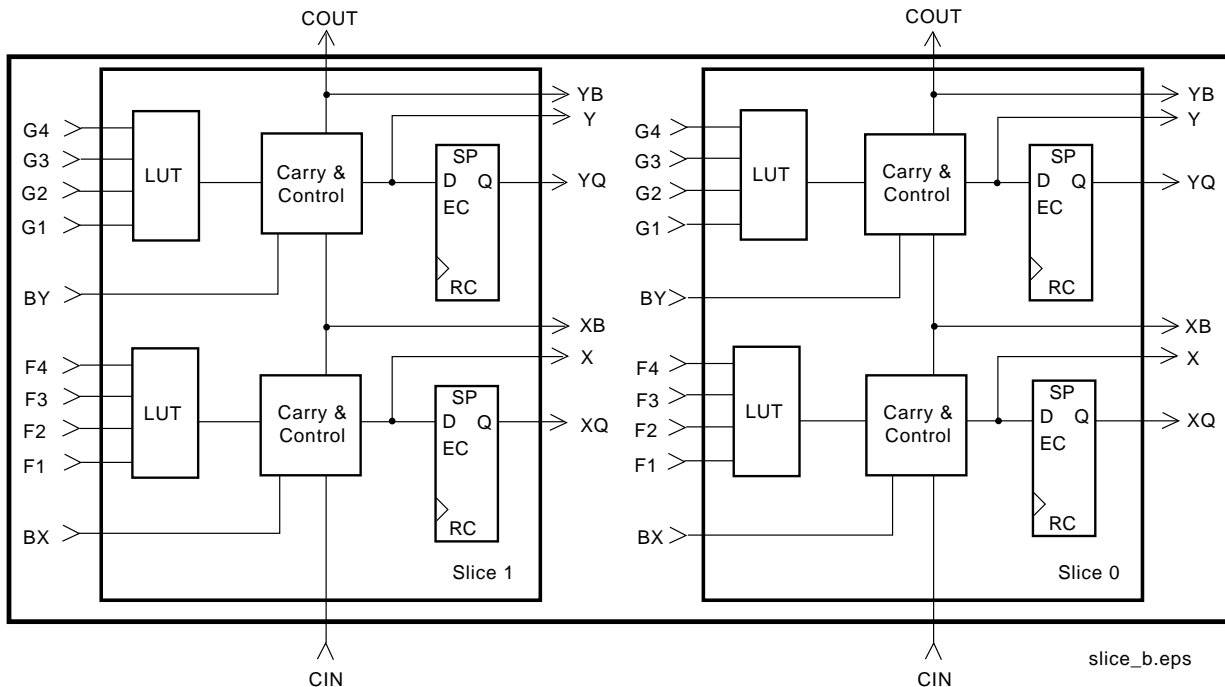 COUT
COUT
YB
Y
G4
G3
G2
G1
LUT
Carry &
Control
SP
D Q
EC
RC
YQ
BY
XB
X
F4
F3
F2
F1
LUT
Carry &
Control
SP
D Q
EC
RC
XQ
BX
Slice 1
CIN
YB
Y
G4
G3
G2
G1
LUT
Carry &
Control
SP
D Q
EC
RC
YQ
BY
XB
X
F4
F3
F2
F1
LUT
Carry &
Control
SP
D Q
EC
RC
XQ
BX
Slice 0
CIN
slice_b.eps